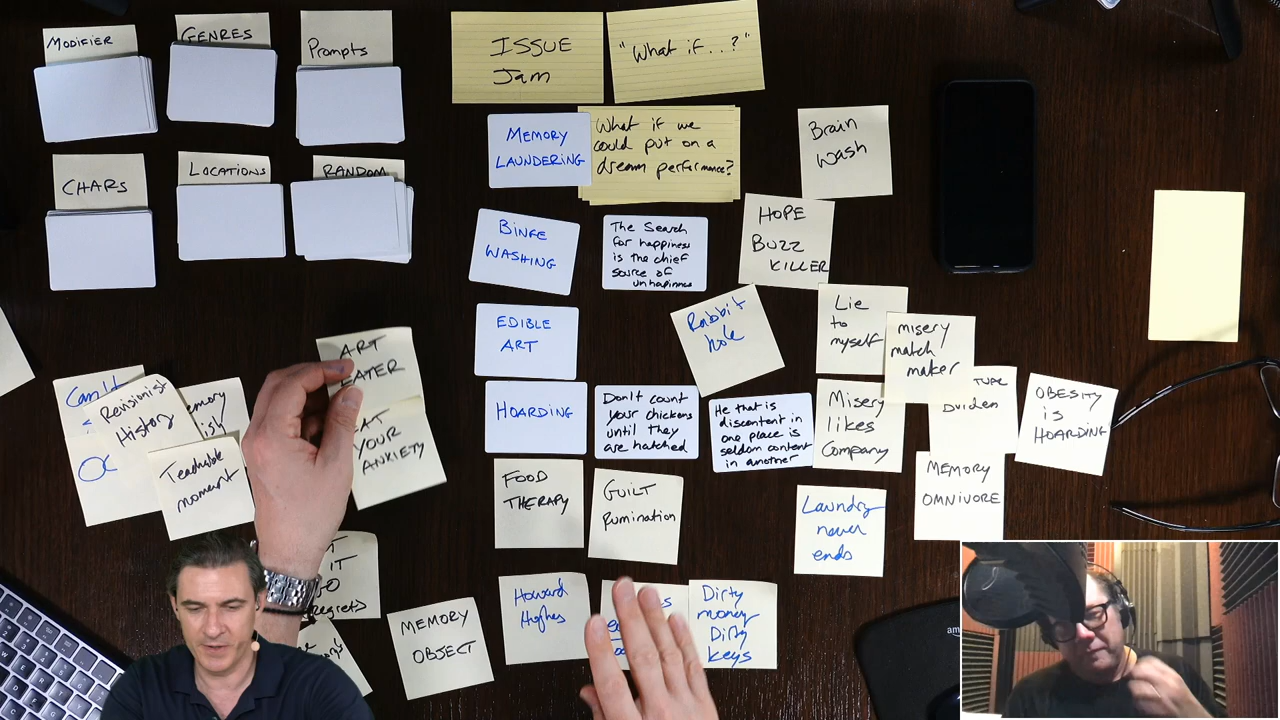 MODIFIER
GENRES
Prompts
CHARS
LOCATIONS
RANDOM
ISSUE
Jam
"What if..?"
MEMORY
LAUNDERING
What if we
could put on a
dream performance?
Brain
Wash
BINGE
WASHING
The Search
for happiness
is the chief
source of
unhappiness
HOPE
BUZZ
KILLER
EDIBLE
ART
Rabbit
hole
Lie
to
myself
misery
match
maker
HOARDING
Don't count
your chickens
until they
are hatched
He that is
discontent in
one place is
seldom content
in another
Misery
likes
Company
OBESITY
IS
HOARDING
FOOD
THERAPY
GUILT
Rumination
Laundry
never
ends
MEMORY
OMNIVORE
ART
LATER
EAT
YOUR
ANXIETY
Can't
Revisionist
History
Teachable
moment
IT
Regrets
MEMORY
OBJECT
Howard
Hughes
Dirty
money
Dirty
keys